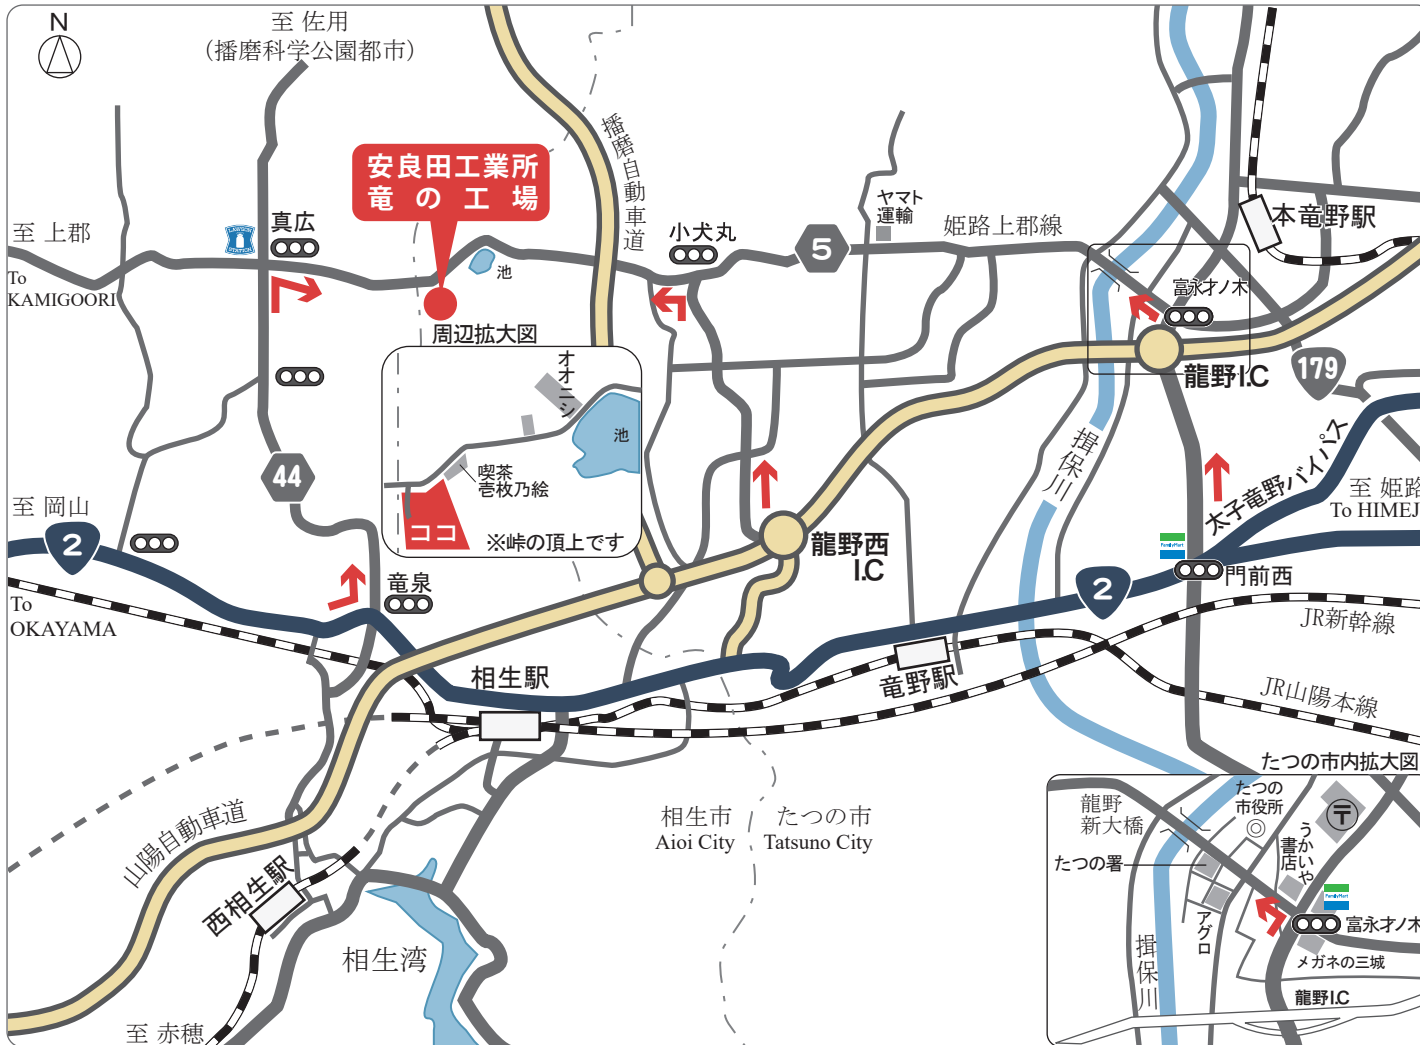 N
至 佐用
（播磨科学公園都市）
播磨自動車道
安良田工業所
竜の工場
真広
LAWSON
STATION
至 上郡
To
KAMIGOORI
池
小犬丸
5
ヤマト
運輸
姫路上郡線
本竜野駅
富永才ノ木
龍野I.C
179
周辺拡大図
オオニシ
池
喫茶
壱枚乃絵
ココ
※峠の頂上です
44
至 岡山
2
To
OKAYAMA
竜泉
龍野西
I.C
揖保川
太子竜野バイパス
至 姫路
To HIMEJ
FamilyMart
門前西
2
JR新幹線
JR山陽本線
相生駅
竜野駅
山陽自動車道
相生市
Aioi City
たつの市
Tatsuno City
西相生駅
相生湾
至 赤穂
たつの市内拡大図
龍野
新大橋
たつの
市役所
〒
うかいや
書店
たつの署
FamilyMart
アグロ
富永才ノ木
メガネの三城
揖保川
龍野I.C